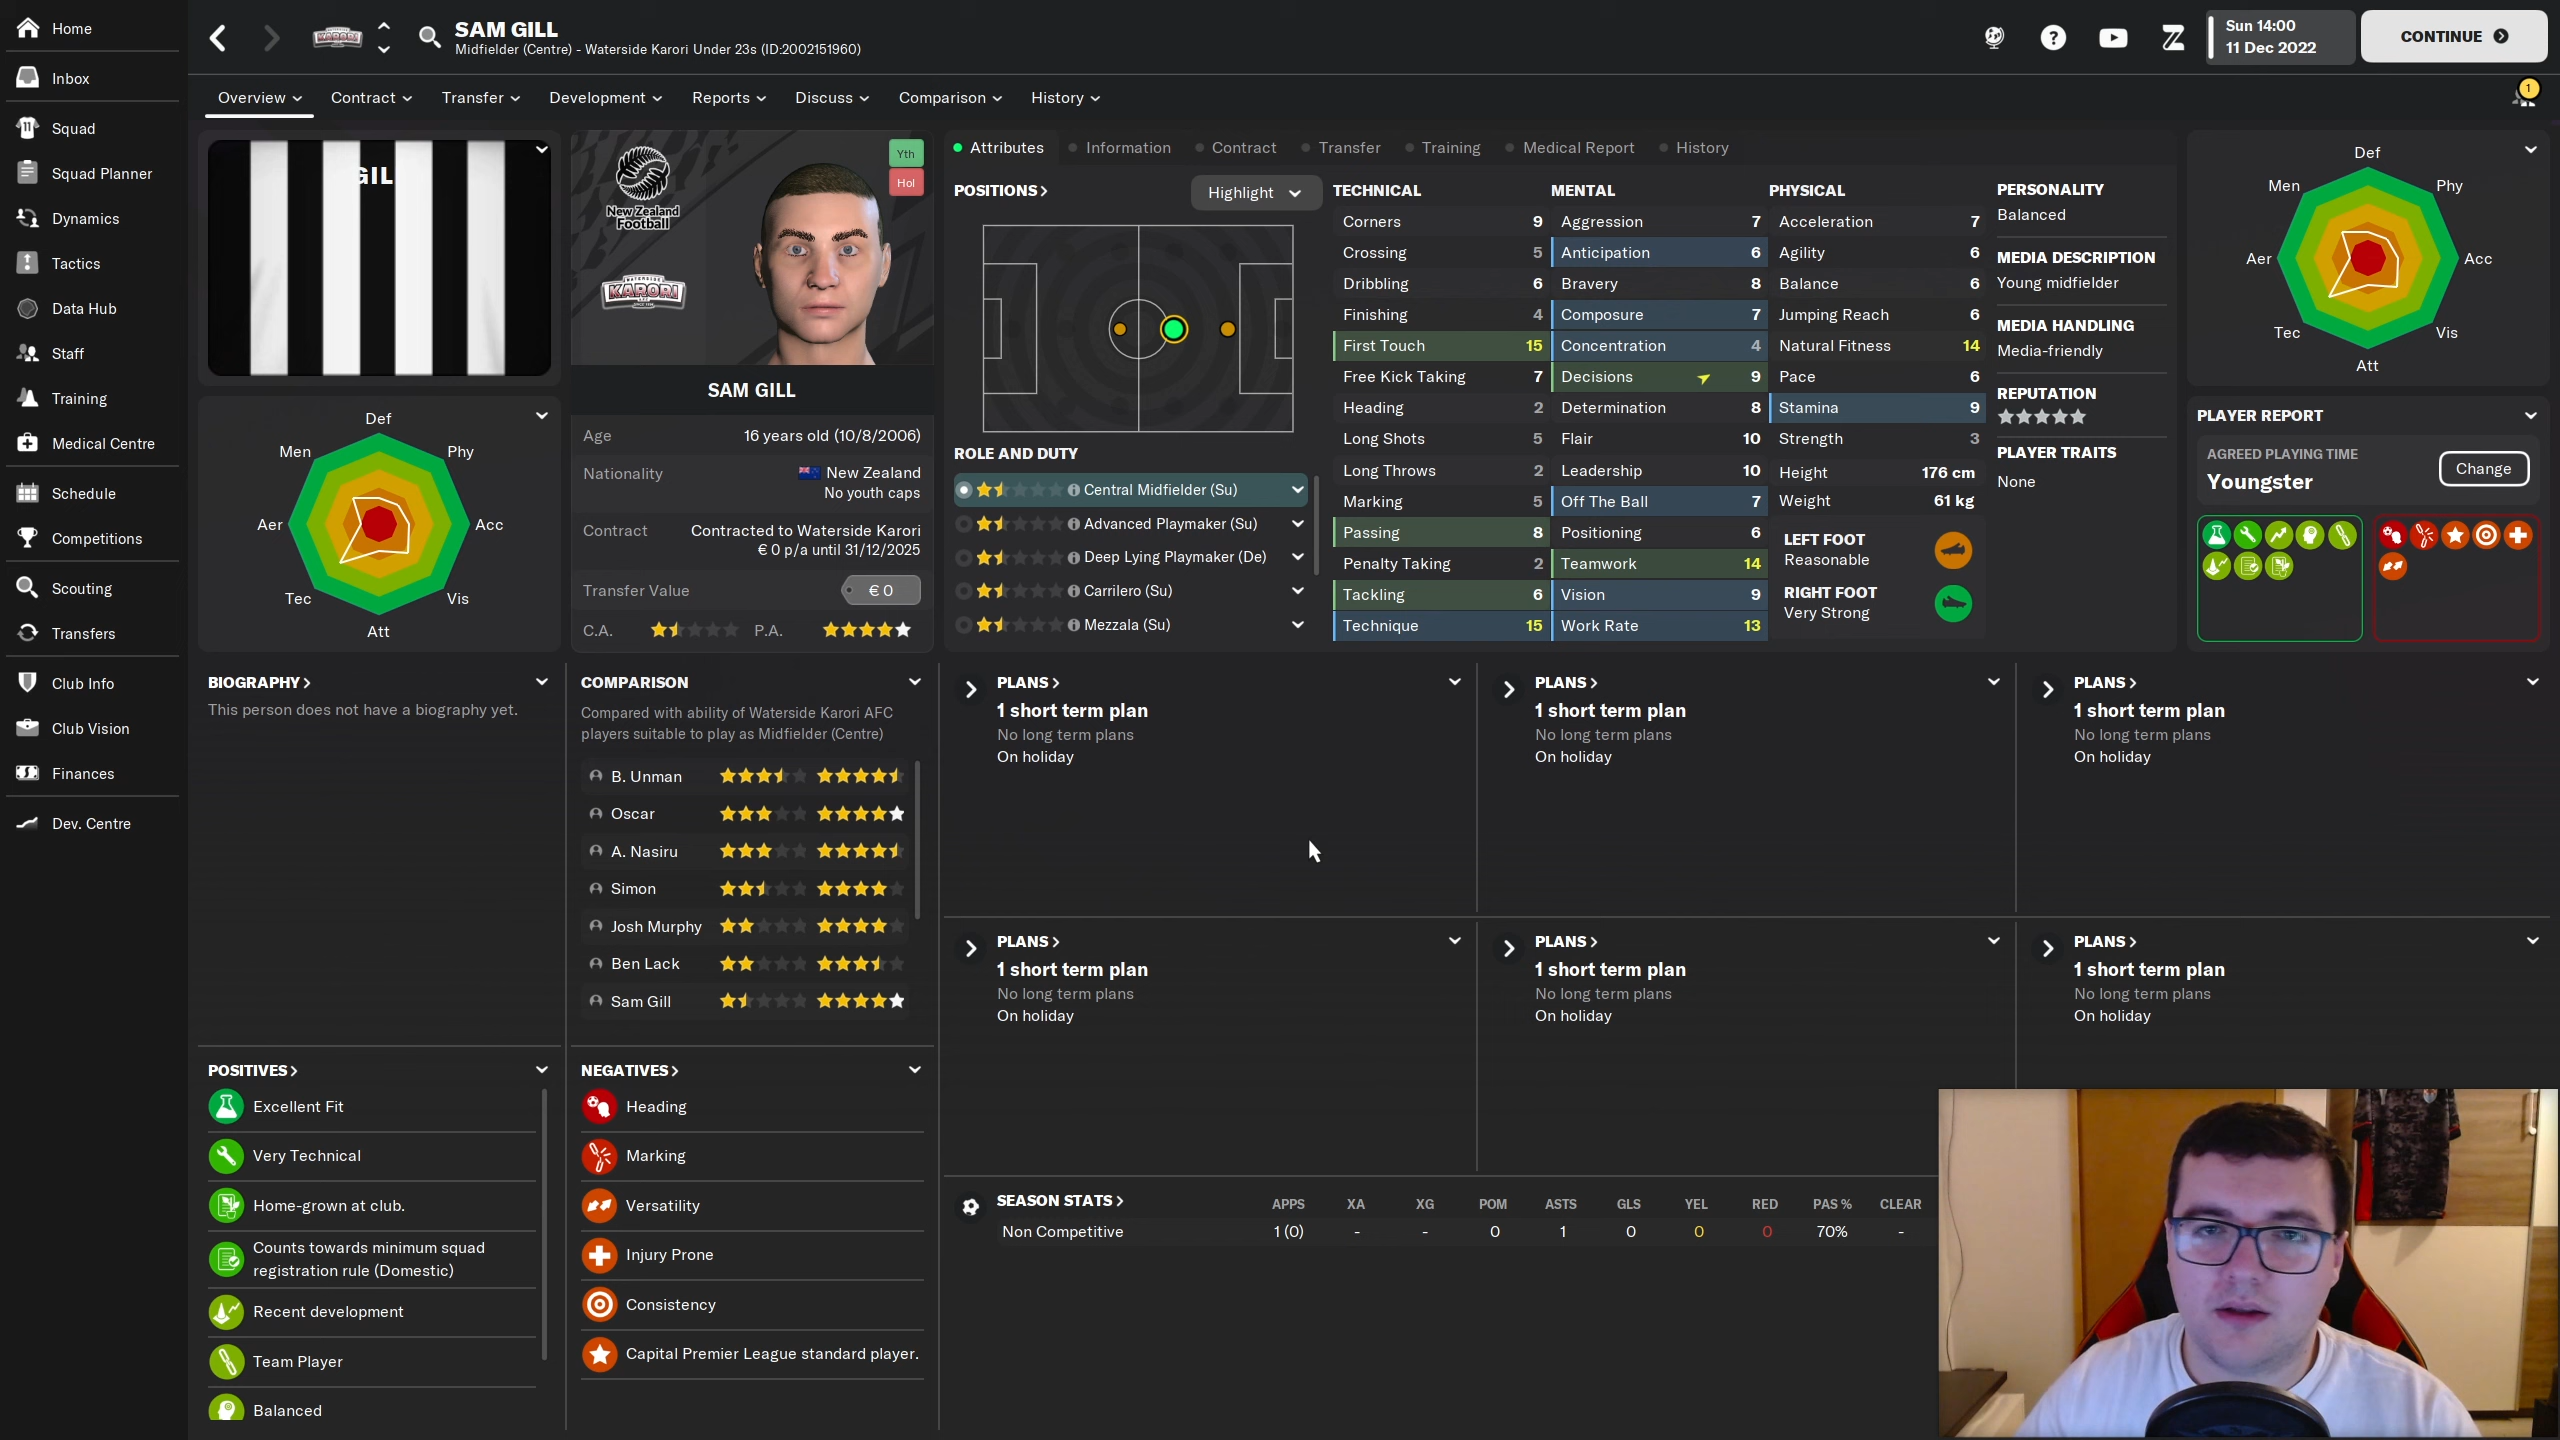 Home
Inbox
Squad
Squad Planner
Dynamics
Tactics
Data Hub
Staff
Training
Medical Centre
Schedule
Competitions
Scouting
Transfers
Club Info
Club Vision
Finances
Dev. Centre
KARORI
SAM GILL
Midfielder (Centre) - Waterside Karori Under 23s (ID:2002151960)
Sun 14:00
11 Dec 2022
CONTINUE
Overview
Contract
Transfer
Development
Reports
Discuss
Comparison
History
1
GILL
Def
Men
Phy
Aer
Acc
Tec
Vis
Att
New Zealand
Football
WATERSIDE
KARORI
Yth
Hol
SAM GILL
Age
16 years old (10/8/2006)
Nationality
New Zealand
No youth caps
Contract
Contracted to Waterside Karori
€ 0 p/a until 31/12/2025
Transfer Value
€ 0
C.A.
P.A.
Attributes
Information
Contract
Transfer
Training
Medical Report
History
POSITIONS
Highlight
ROLE AND DUTY
Central Midfielder (Su)
Advanced Playmaker (Su)
Deep Lying Playmaker (De)
Carrilero (Su)
Mezzala (Su)
TECHNICAL
Corners 9
Crossing 5
Dribbling 6
Finishing 4
First Touch 15
Free Kick Taking 7
Heading 2
Long Shots 5
Long Throws 2
Marking 5
Passing 8
Penalty Taking 2
Tackling 6
Technique 15
MENTAL
Aggression 7
Anticipation 6
Bravery 8
Composure 7
Concentration 4
Decisions 9
Determination 8
Flair 10
Leadership 10
Off The Ball 7
Positioning 6
Teamwork 14
Vision 9
Work Rate 13
PHYSICAL
Acceleration 7
Agility 6
Balance 6
Jumping Reach 6
Natural Fitness 14
Pace 6
Stamina 9
Strength 3
Height 176 cm
Weight 61 kg
LEFT FOOT
Reasonable
RIGHT FOOT
Very Strong
PERSONALITY
Balanced
MEDIA DESCRIPTION
Young midfielder
MEDIA HANDLING
Media-friendly
REPUTATION
PLAYER TRAITS
None
Def
Men
Phy
Aer
Acc
Tec
Vis
Att
PLAYER REPORT
AGREED PLAYING TIME
Youngster
Change
BIOGRAPHY
This person does not have a biography yet.
COMPARISON
Compared with ability of Waterside Karori AFC
players suitable to play as Midfielder (Centre)
B. Unman
Oscar
A. Nasiru
Simon
Josh Murphy
Ben Lack
Sam Gill
PLANS
1 short term plan
No long term plans
On holiday
PLANS
1 short term plan
No long term plans
On holiday
PLANS
1 short term plan
No long term plans
On holiday
PLANS
1 short term plan
No long term plans
On holiday
PLANS
1 short term plan
No long term plans
On holiday
PLANS
1 short term plan
No long term plans
On holiday
POSITIVES
Excellent Fit
Very Technical
Home-grown at club.
Counts towards minimum squad
registration rule (Domestic)
Recent development
Team Player
Balanced
NEGATIVES
Heading
Marking
Versatility
Injury Prone
Consistency
Capital Premier League standard player.
SEASON STATS APPS XA XG POM ASTS GLS YEL RED PAS % CLEAR
Non Competitive 1 (0) - - 0 1 0 0 0 70% -